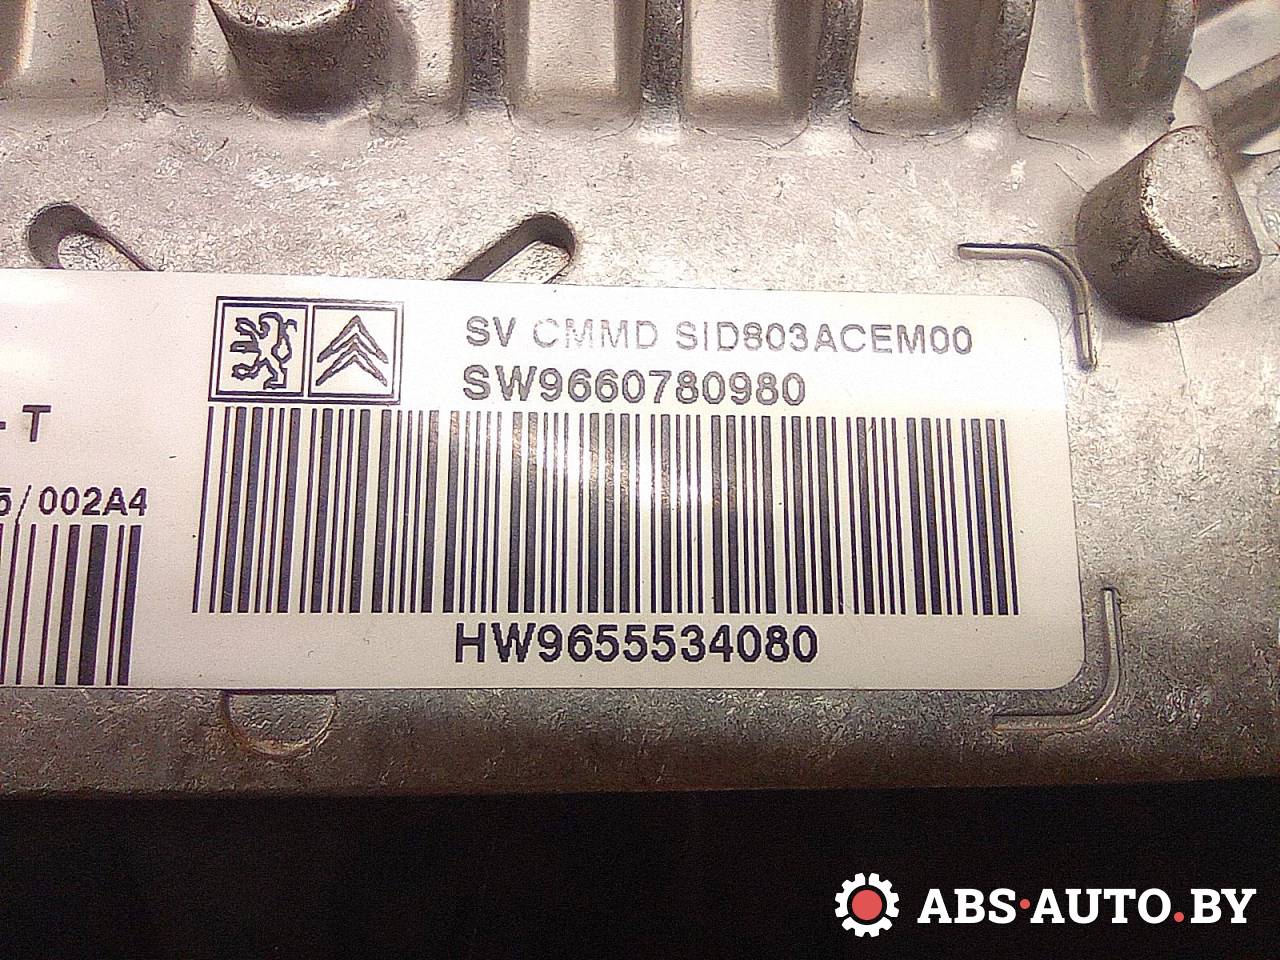 SV CMMD SID803ACEM00
SW9660780980
- T
5/002A4
HW9655534080
ABS·AUTO.BY